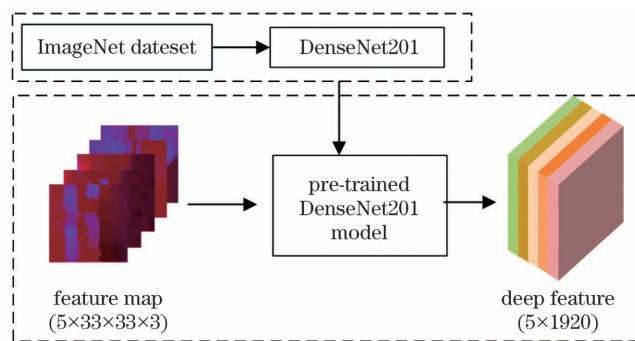 ImageNet dateset
DenseNet201
pre-trained
DenseNet201
model
feature map
(5×33×33×3)
deep feature
(5×1920)